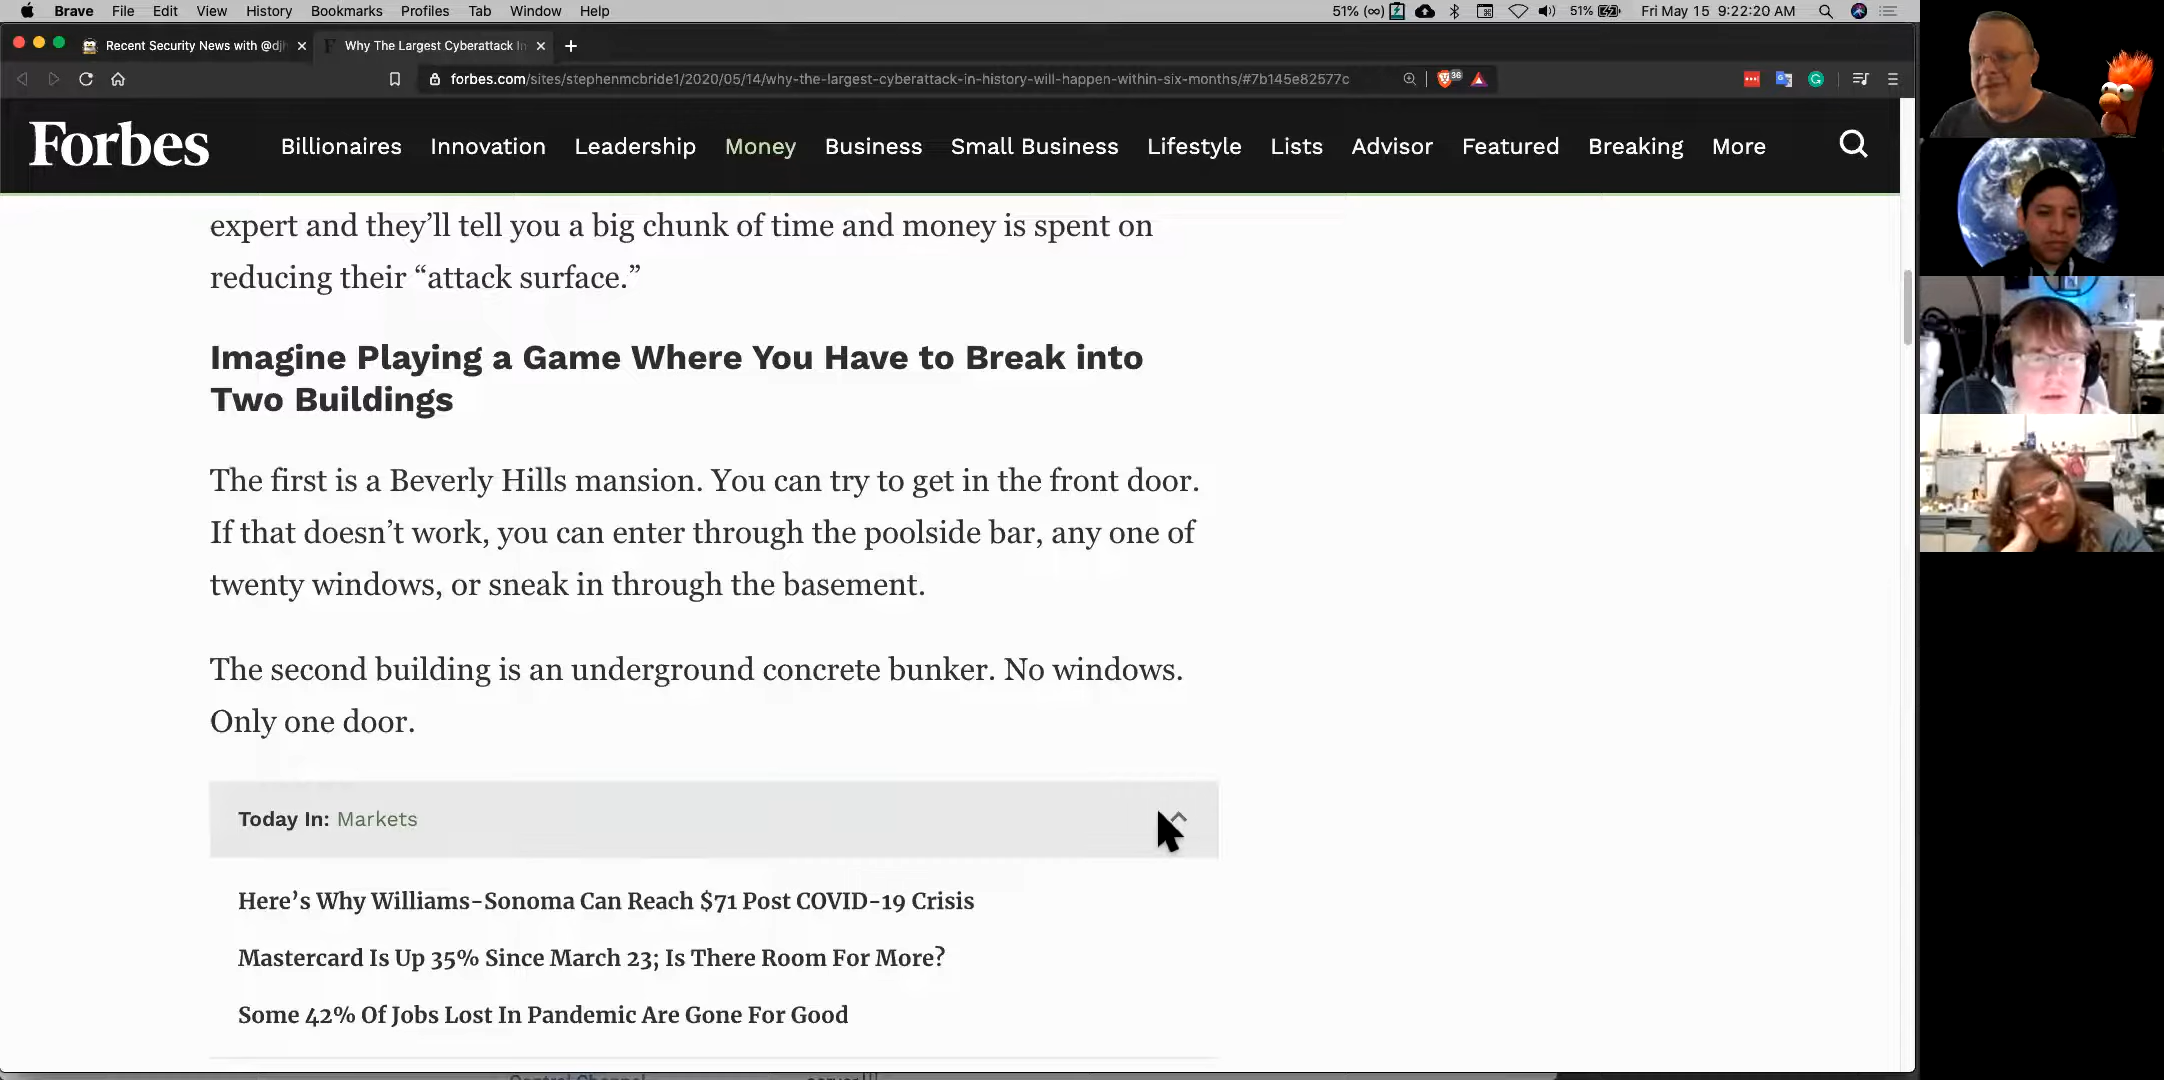 Brave File Edit View History Bookmarks Profiles Tab Window Help 51% (∞) 51% Fri May 15 9:22:20 AM
Recent Security News with @djh Why The Largest Cyberattack In
forbes.com/sites/stephenmcbride1/2020/05/14/why-the-largest-cyberattack-in-history-will-happen-within-six-months/#7b145e82577c 36
Forbes Billionaires Innovation Leadership Money Business Small Business Lifestyle Lists Advisor Featured Breaking More
expert and they’ll tell you a big chunk of time and money is spent on
reducing their “attack surface.”
Imagine Playing a Game Where You Have to Break into
Two Buildings
The first is a Beverly Hills mansion. You can try to get in the front door.
If that doesn’t work, you can enter through the poolside bar, any one of
twenty windows, or sneak in through the basement.
The second building is an underground concrete bunker. No windows.
Only one door.
Today In: Markets
Here’s Why Williams-Sonoma Can Reach $71 Post COVID-19 Crisis
Mastercard Is Up 35% Since March 23; Is There Room For More?
Some 42% Of Jobs Lost In Pandemic Are Gone For Good